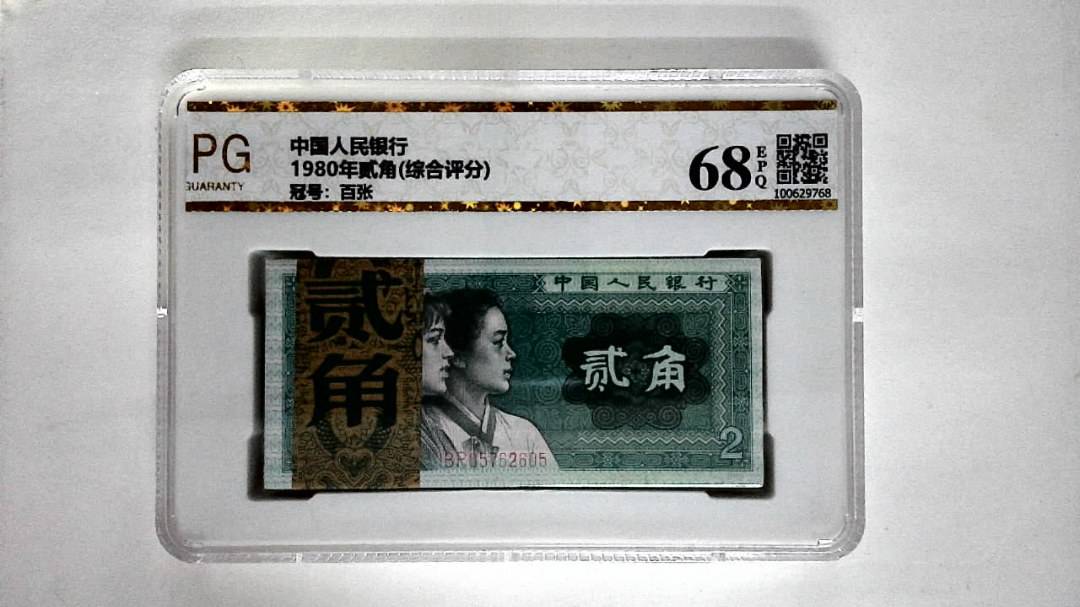 PG
GUARANTY
中国人民银行
1980年贰角(综合评分)
冠号：百张
68
EPQ
100629768
贰角
中国人民银行
贰角
2
BR05762605